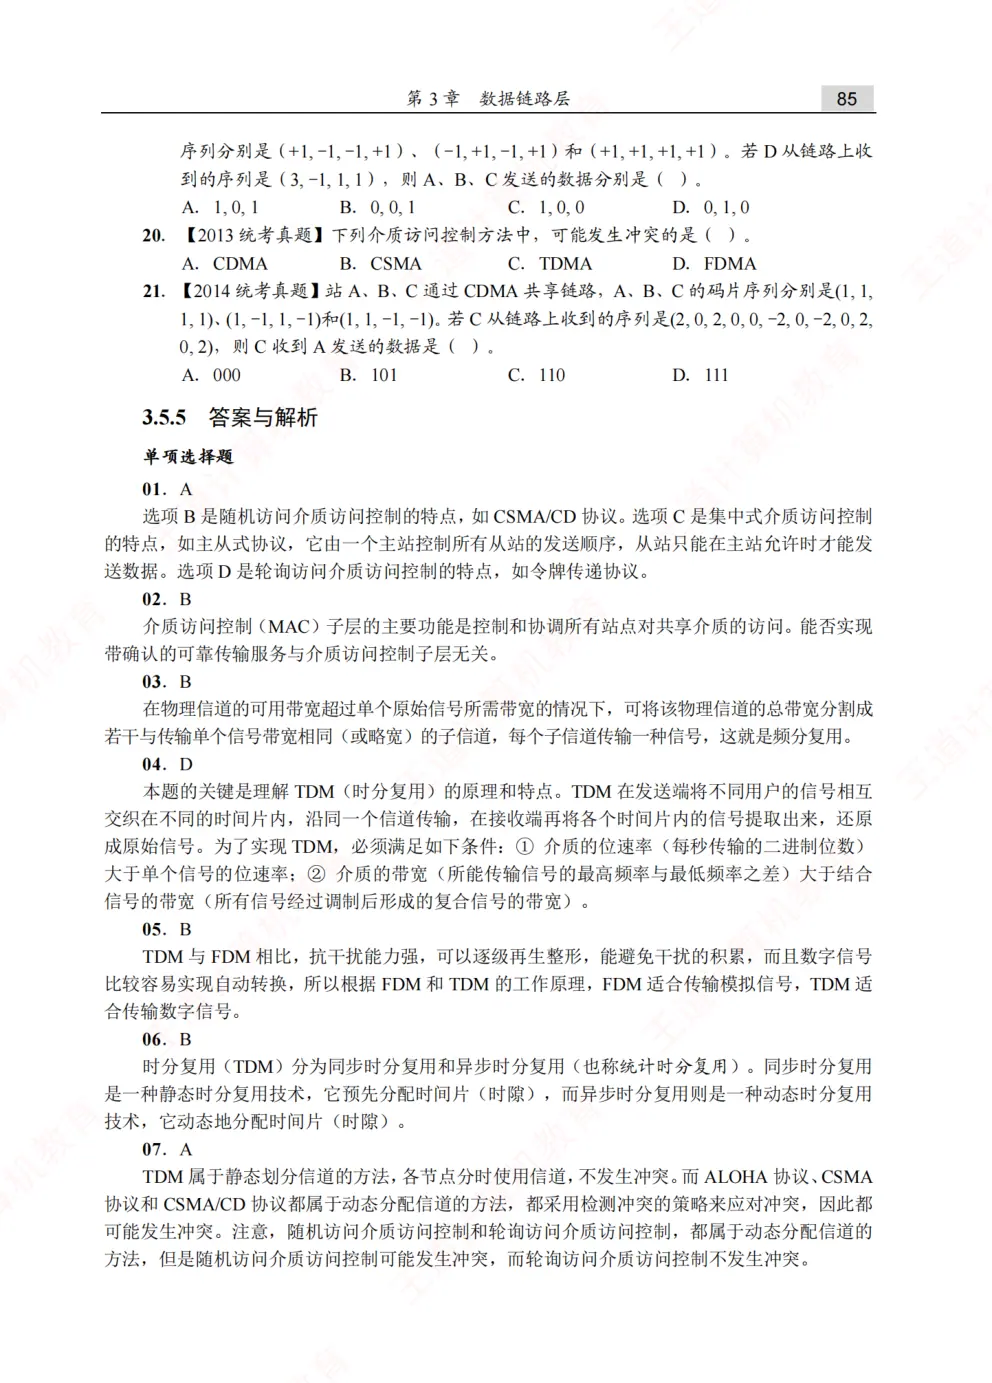 第 3 章 数据链路层 85
序列分别是（+1, -1, -1, +1）、（-1, +1, -1, +1）和（+1, +1, +1, +1）。若 D 从链路上收
到的序列是（3, -1, 1, 1），则 A、B、C 发送的数据分别是（ ）。
A. 1, 0, 1 B. 0, 0, 1 C. 1, 0, 0 D. 0, 1, 0
20. 【2013 统考真题】下列介质访问控制方法中，可能发生冲突的是（ ）。
A. CDMA B. CSMA C. TDMA D. FDMA
21. 【2014 统考真题】站 A、B、C 通过 CDMA 共享链路，A、B、C 的码片序列分别是(1, 1,
1, 1)、(1, -1, 1, -1)和(1, 1, -1, -1)。若 C 从链路上收到的序列是(2, 0, 2, 0, 0, -2, 0, -2, 0, 2,
0, 2)，则 C 收到 A 发送的数据是（ ）。
A. 000 B. 101 C. 110 D. 111
3.5.5 答案与解析
单项选择题
01. A
选项 B 是随机访问介质访问控制的特点，如 CSMA/CD 协议。选项 C 是集中式介质访问控制
的特点，如主从式协议，它由一个主站控制所有从站的发送顺序，从站只能在主站允许时才能发
送数据。选项 D 是轮询访问介质访问控制的特点，如令牌传递协议。
02. B
介质访问控制（MAC）子层的主要功能是控制和协调所有站点对共享介质的访问。能否实现
带确认的可靠传输服务与介质访问控制子层无关。
03. B
在物理信道的可用带宽超过单个原始信号所需带宽的情况下，可将该物理信道的总带宽分割成
若干与传输单个信号带宽相同（或略宽）的子信道，每个子信道传输一种信号，这就是频分复用。
04. D
本题的关键是理解 TDM（时分复用）的原理和特点。TDM 在发送端将不同用户的信号相互
交织在不同的时间片内，沿同一个信道传输，在接收端再将各个时间片内的信号提取出来，还原
成原始信号。为了实现 TDM，必须满足如下条件：① 介质的位速率（每秒传输的二进制位数）
大于单个信号的位速率；② 介质的带宽（所能传输信号的最高频率与最低频率之差）大于结合
信号的带宽（所有信号经过调制后形成的复合信号的带宽）。
05. B
TDM 与 FDM 相比，抗干扰能力强，可以逐级再生整形，能避免干扰的积累，而且数字信号
比较容易实现自动转换，所以根据 FDM 和 TDM 的工作原理，FDM 适合传输模拟信号，TDM 适
合传输数字信号。
06. B
时分复用（TDM）分为同步时分复用和异步时分复用（也称统计时分复用）。同步时分复用
是一种静态时分复用技术，它预先分配时间片（时隙），而异步时分复用则是一种动态时分复用
技术，它动态地分配时间片（时隙）。
07. A
TDM 属于静态划分信道的方法，各节点分时使用信道，不发生冲突。而 ALOHA 协议、CSMA
协议和 CSMA/CD 协议都属于动态分配信道的方法，都采用检测冲突的策略来应对冲突，因此都
可能发生冲突。注意，随机访问介质访问控制和轮询访问介质访问控制，都属于动态分配信道的
方法，但是随机访问介质访问控制可能发生冲突，而轮询访问介质访问控制不发生冲突。